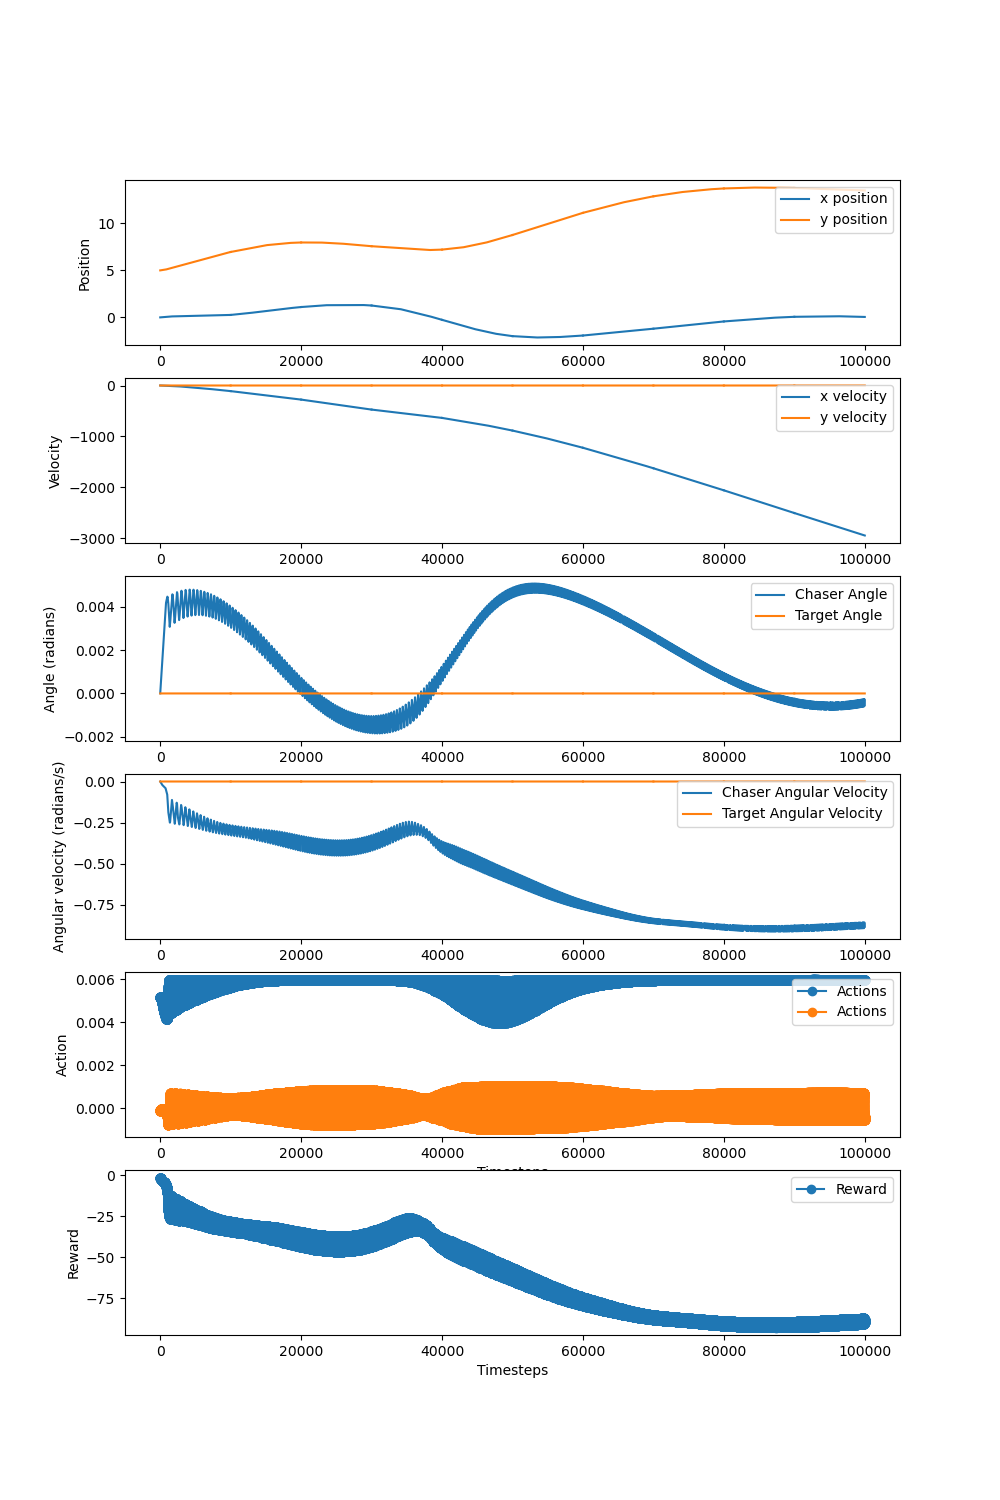 Position
10
5
0
x position
y position
0 20000 40000 60000 80000 100000
Velocity
0
−1000
−2000
−3000
x velocity
y velocity
0 20000 40000 60000 80000 100000
Angle (radians)
0.004
0.002
0.000
−0.002
Chaser Angle
Target Angle
0 20000 40000 60000 80000 100000
Angular velocity (radians/s)
0.00
−0.25
−0.50
−0.75
Chaser Angular Velocity
Target Angular Velocity
0 20000 40000 60000 80000 100000
Action
0.006
0.004
0.002
0.000
Actions
Actions
0 20000 40000 60000 80000 100000
Timesteps
Reward
0
−25
−50
−75
Reward
0 20000 40000 60000 80000 100000
Timesteps